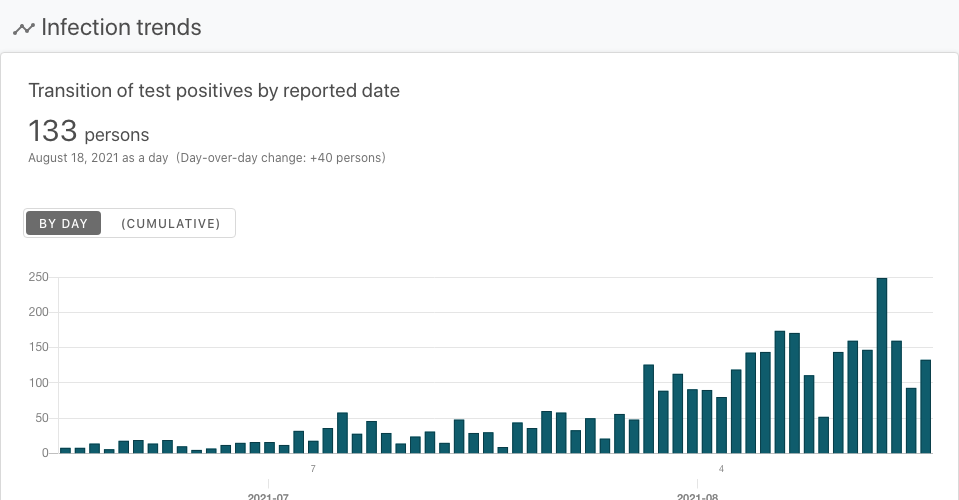 Infection trends
Transition of test positives by reported date
133 persons
August 18, 2021 as a day (Day-over-day change: +40 persons)
BY DAY (CUMULATIVE)
250
200
150
100
50
0
7 4
2021-07 2021-08